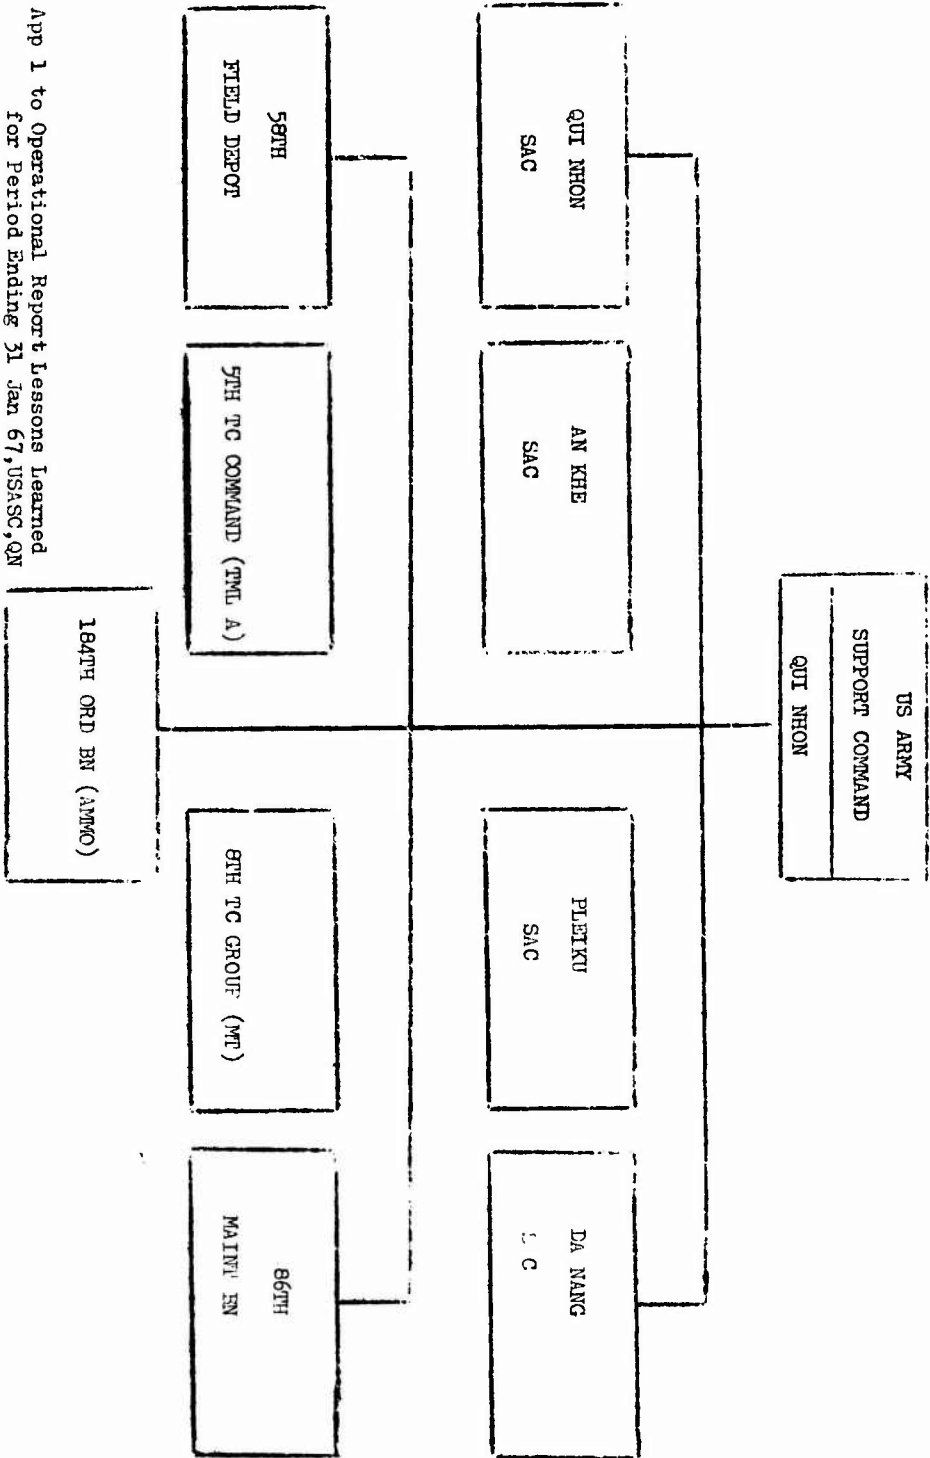 US ARMY
SUPPORT COMMAND
QUI NHON
QUI NHON
SAC
AN KHE
SAC
PLEIKU
SAC
DA NANG
C
58TH
FIELD DEPOT
5TH TC COMMAND (TML A)
8TH TC GROUP (MT)
86TH
MAINT BN
184TH ORD BN (AMMO)
App 1 to Operational Report Lessons Learned
for Period Ending 31 Jan 67,USASC,QN